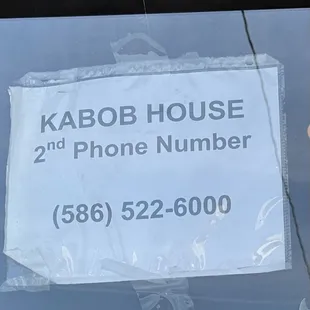 KABOB HOUSE
2nd Phone Number
(586) 522-6000